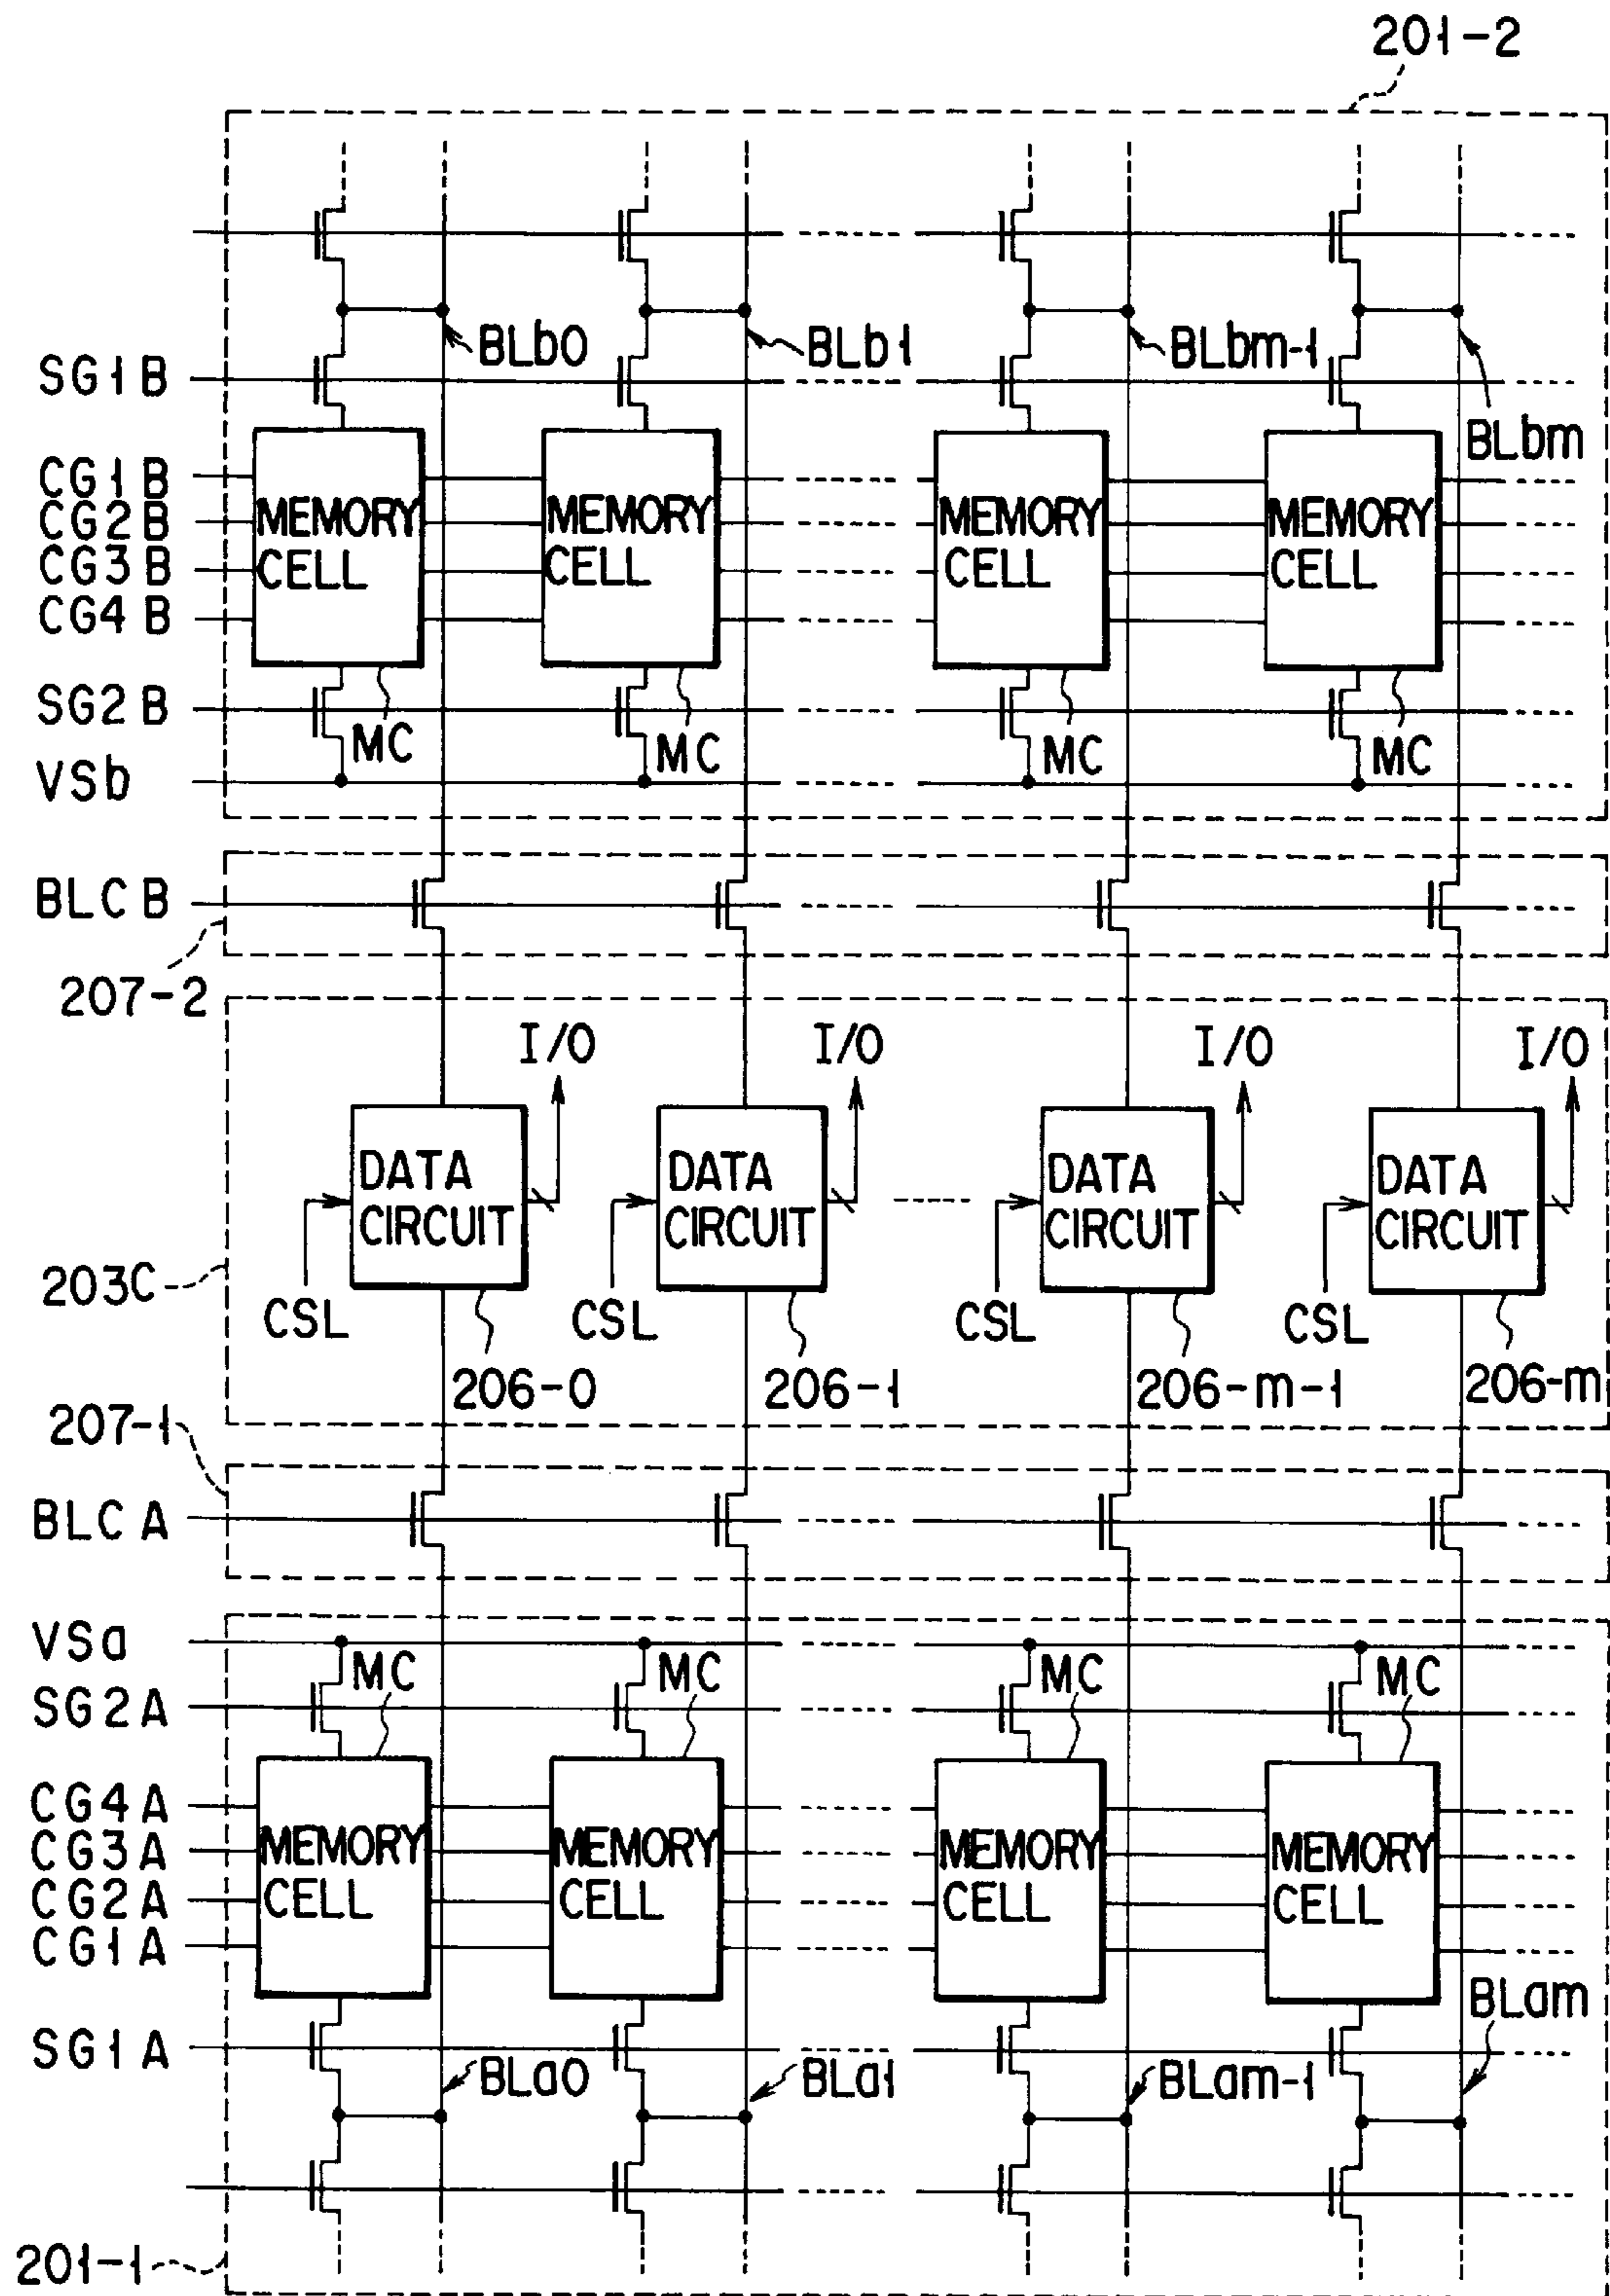 201-2
BLb0
BLb1
BLbm-1
BLbm
SG1B
CG1B
CG2B
CG3B
CG4B
MEMORY
CELL
MEMORY
CELL
MEMORY
CELL
MEMORY
CELL
SG2B
MC
MC
MC
MC
VSb
BLCB
207-2
I/O
I/O
I/O
I/O
DATA
CIRCUIT
DATA
CIRCUIT
DATA
CIRCUIT
DATA
CIRCUIT
203C
CSL
CSL
CSL
CSL
206-0
206-1
206-m-1
206-m
207-1
BLCA
VSa
MC
MC
MC
MC
SG2A
CG4A
CG3A
CG2A
CG1A
MEMORY
CELL
MEMORY
CELL
MEMORY
CELL
MEMORY
CELL
SG1A
BLa0
BLa1
BLam-1
BLam
201-1